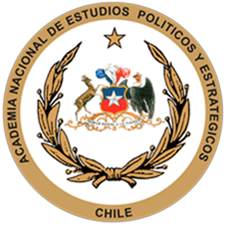 ACADEMIA NACIONAL DE ESTUDIOS POLITICOS Y ESTRATEGICOS
CHILE